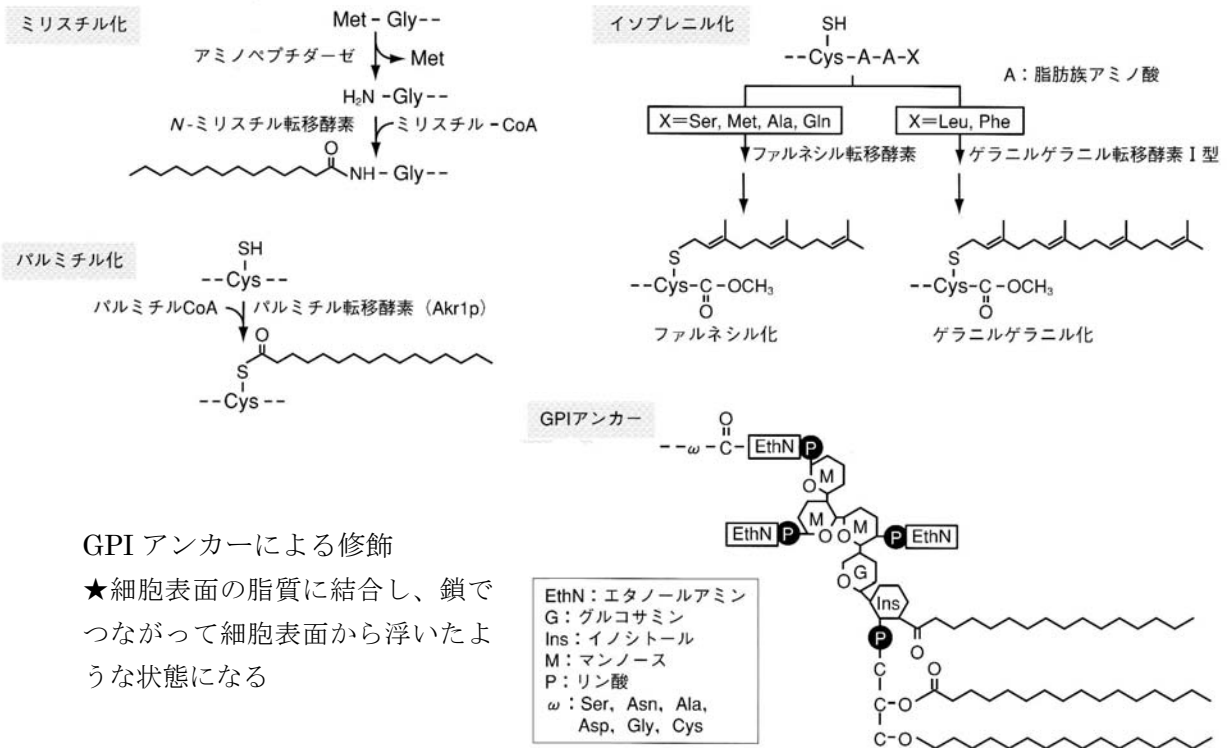 ミリスチル化
Met－Gly--
アミノペプチダーゼ
Met
H₂N－Gly--
N-ミリスチル転移酵素
ミリスチル－CoA
O
NH－Gly--
パルミチル化
SH
--Cys--
パルミチルCoA
パルミチル転移酵素（Akr1p）
O
S
--Cys--
イソプレニル化
SH
--Cys－A－A－X
A：脂肪族アミノ酸
X＝Ser, Met, Ala, Gln
X＝Leu, Phe
ファルネシル転移酵素
ゲラニルゲラニル転移酵素Ⅰ型
S
--Cys－C－OCH₃
O
ファルネシル化
S
--Cys－C－OCH₃
O
ゲラニルゲラニル化
GPIアンカー
O
--ω－C－EthN P
M
O
EthN P
M
O
O
M
P EthN
G
O
Ins
P
O
C
O
C－O
C－O
EthN：エタノールアミン
G：グルコサミン
Ins：イノシトール
M：マンノース
P：リン酸
ω：Ser，Asn，Ala，
Asp，Gly，Cys
GPI アンカーによる修飾
★細胞表面の脂質に結合し、鎖で
つながって細胞表面から浮いたよ
うな状態になる